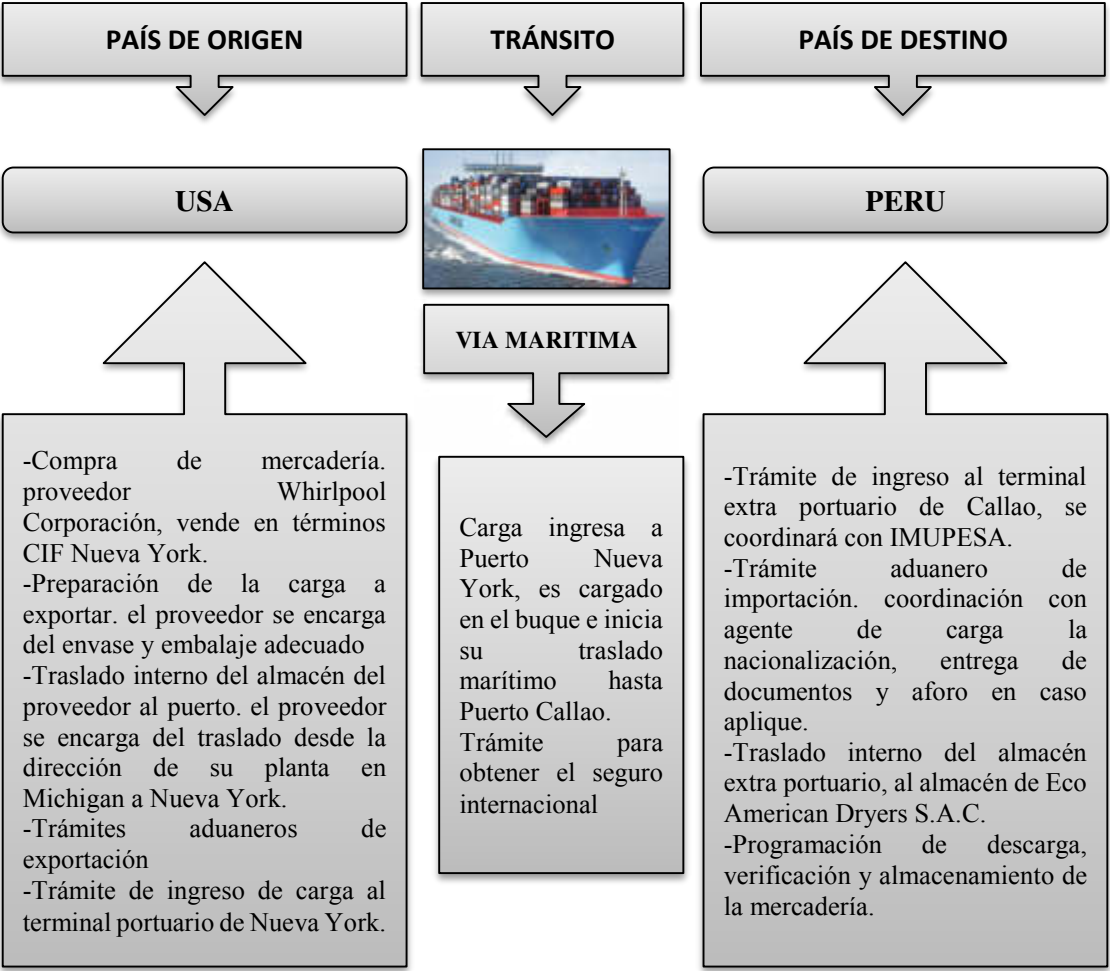 PAÍS DE ORIGEN
TRÁNSITO
PAÍS DE DESTINO
USA
PERU
VIA MARITIMA
-Compra de mercadería.
proveedor Whirlpool
Corporación, vende en términos
CIF Nueva York.
-Preparación de la carga a
exportar. el proveedor se encarga
del envase y embalaje adecuado
-Traslado interno del almacén del
proveedor al puerto. el proveedor
se encarga del traslado desde la
dirección de su planta en
Michigan a Nueva York.
-Trámites aduaneros de
exportación
-Trámite de ingreso de carga al
terminal portuario de Nueva York.
Carga ingresa a
Puerto Nueva
York, es cargado
en el buque e inicia
su traslado
marítimo hasta
Puerto Callao.
Trámite para
obtener el seguro
internacional
-Trámite de ingreso al terminal
extra portuario de Callao, se
coordinará con IMUPESA.
-Trámite aduanero de
importación. coordinación con
agente de carga la
nacionalización, entrega de
documentos y aforo en caso
aplique.
-Traslado interno del almacén
extra portuario, al almacén de Eco
American Dryers S.A.C.
-Programación de descarga,
verificación y almacenamiento de
la mercadería.